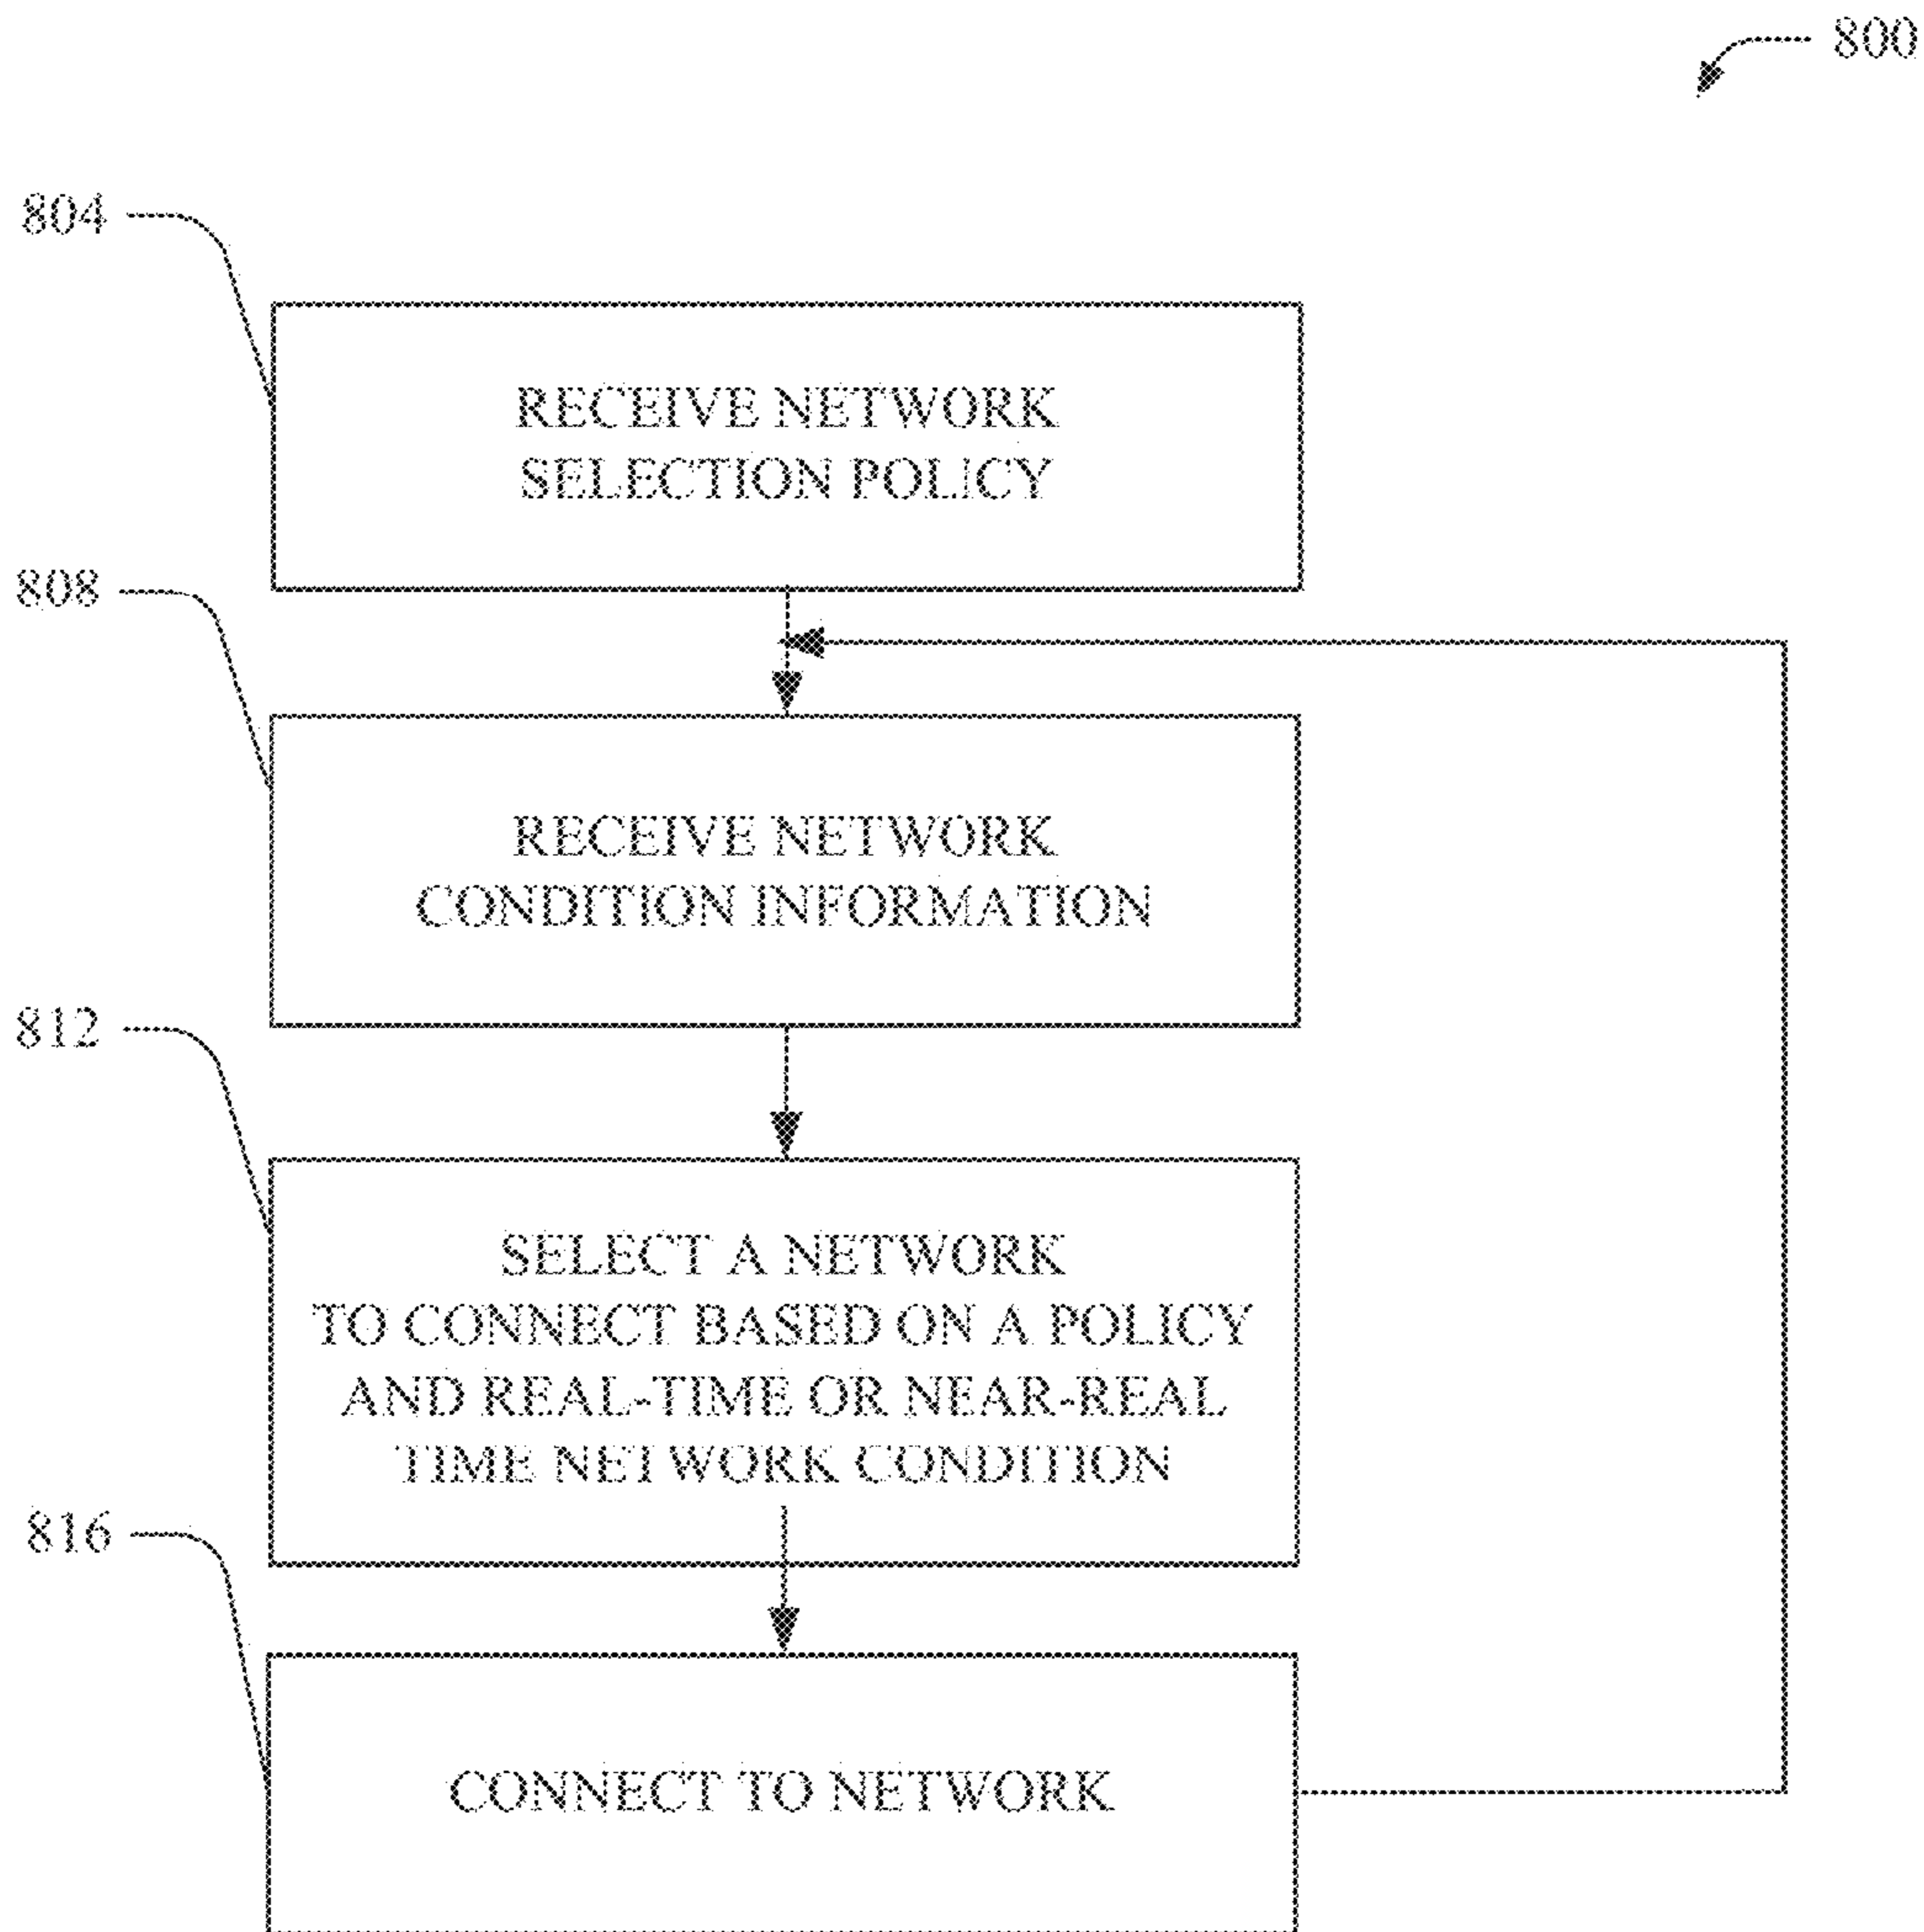 800
804
RECEIVE NETWORK
SELECTION POLICY
808
RECEIVE NETWORK
CONDITION INFORMATION
812
SELECT A NETWORK
TO CONNECT BASED ON A POLICY
AND REAL-TIME OR NEAR-REAL
TIME NETWORK CONDITION
816
CONNECT TO NETWORK